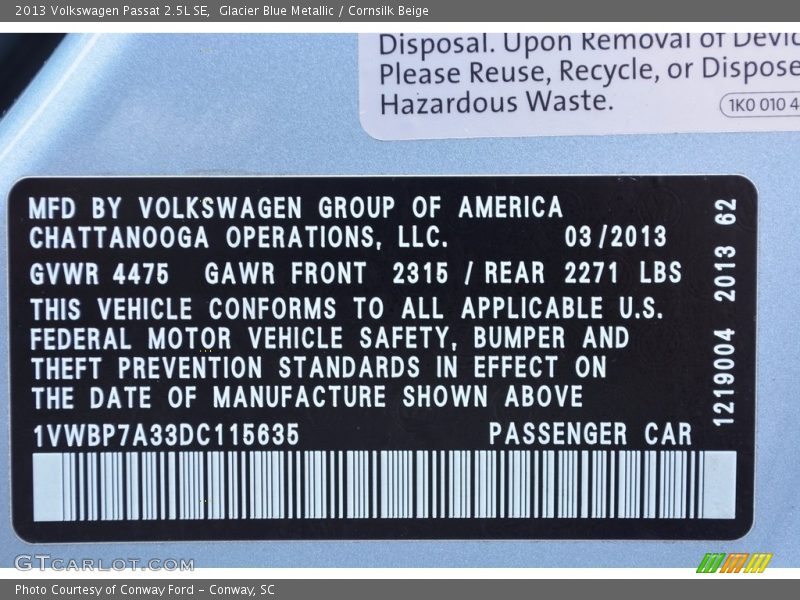 2013 Volkswagen Passat 2.5L SE, Glacier Blue Metallic / Cornsilk Beige
Disposal. Upon Removal of Devic
Please Reuse, Recycle, or Dispose
Hazardous Waste.
1K0 010 4
MFD BY VOLKSWAGEN GROUP OF AMERICA
CHATTANOOGA OPERATIONS, LLC. 03/2013
GVWR 4475 GAWR FRONT 2315 / REAR 2271 LBS
THIS VEHICLE CONFORMS TO ALL APPLICABLE U.S.
FEDERAL MOTOR VEHICLE SAFETY, BUMPER AND
THEFT PREVENTION STANDARDS IN EFFECT ON
THE DATE OF MANUFACTURE SHOWN ABOVE
1VWBP7A33DC115635 PASSENGER CAR
1219004 2013 62
GTCARLOT.COM
Photo Courtesy of Conway Ford - Conway, SC